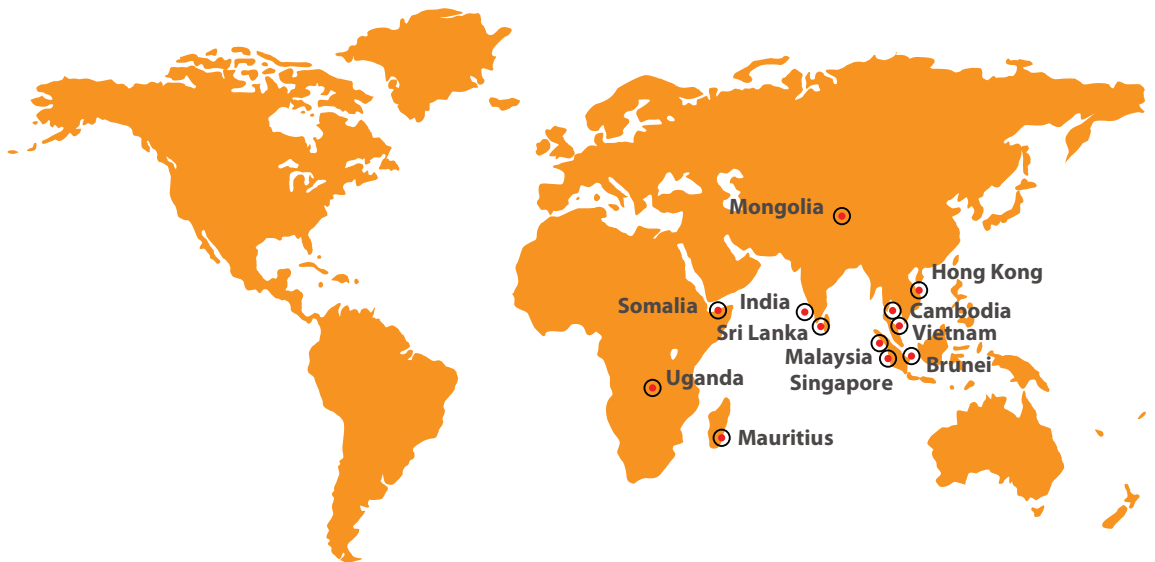 Mongolia
Hong Kong
Somalia
India
Cambodia
Sri Lanka
Vietnam
Malaysia
Brunei
Singapore
Uganda
Mauritius